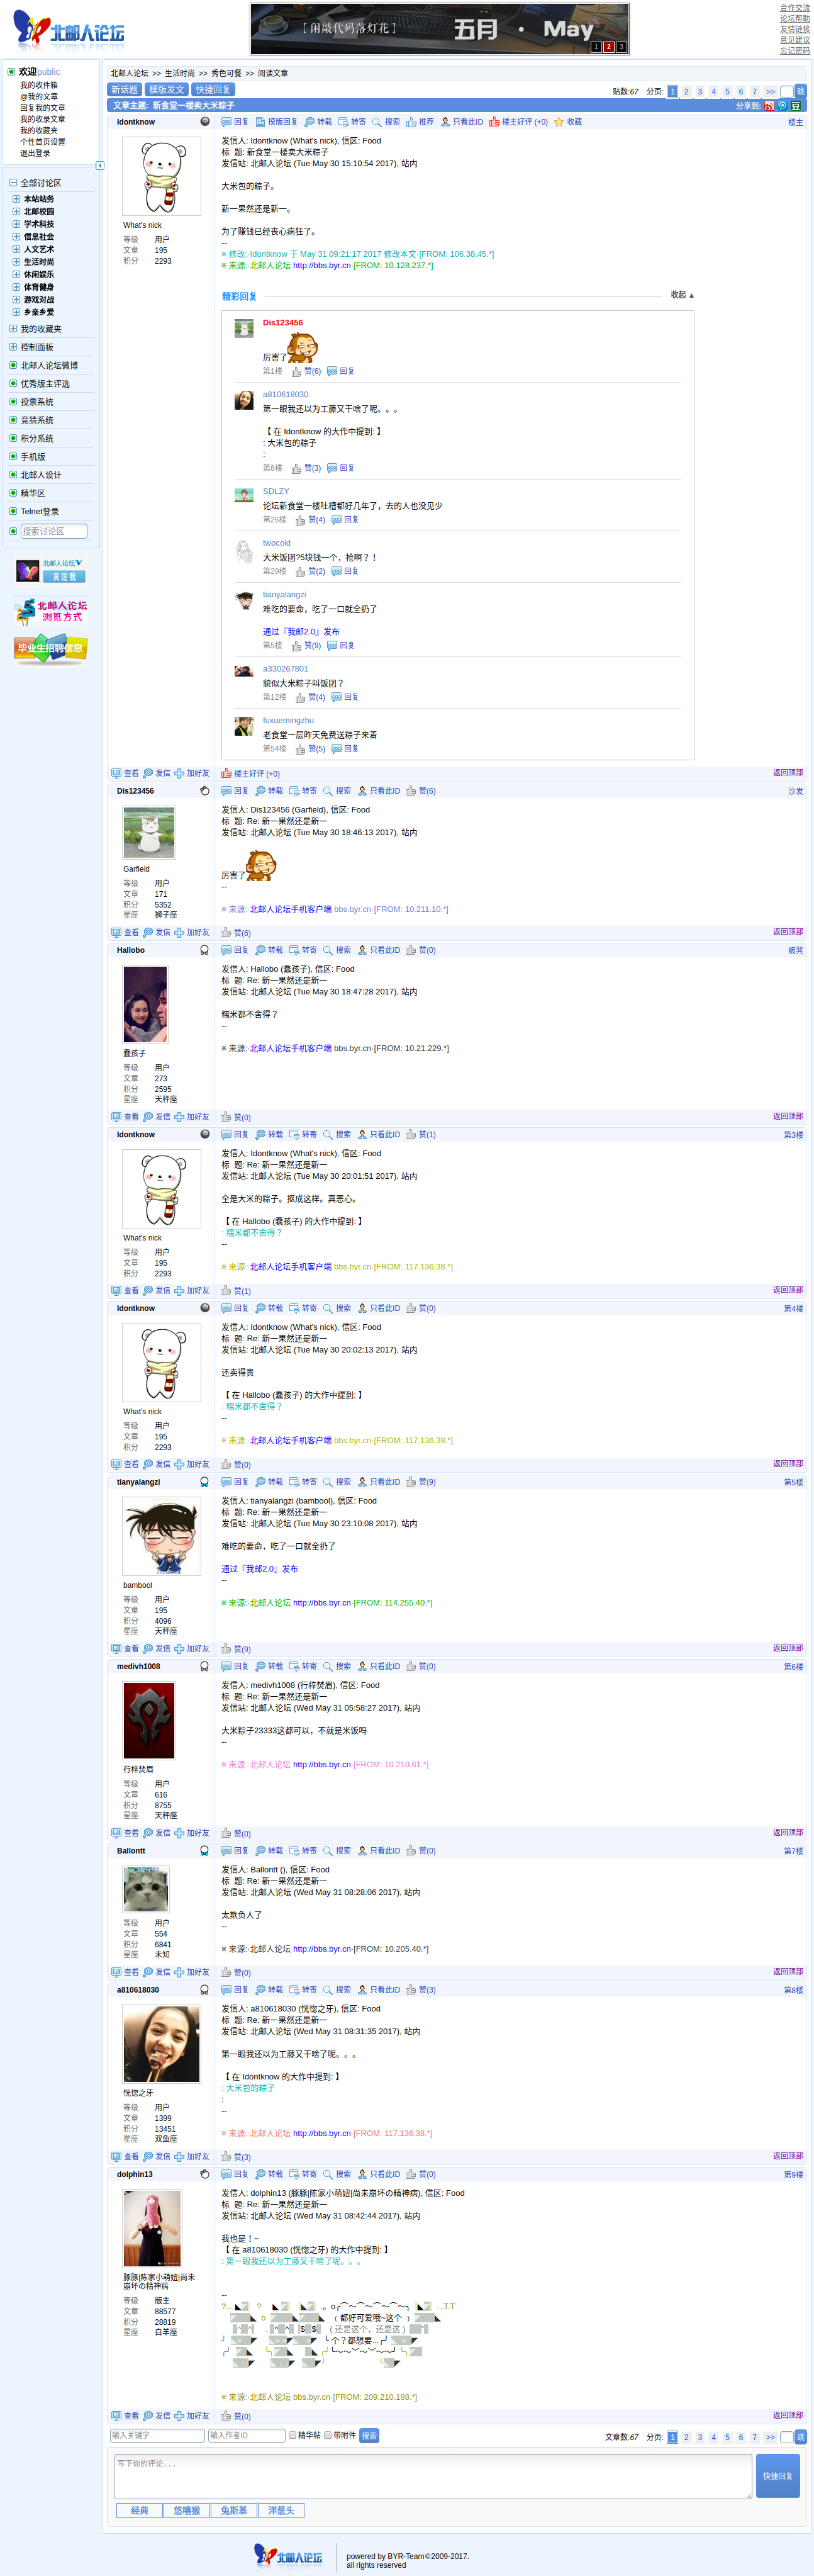 北邮人论坛
【闲敲代码落灯花】
五月 · May
1 2 3
合作交流
论坛帮助
友情链接
意见建议
忘记密码
欢迎public
我的收件箱
@我的文章
回复我的文章
我的收录文章
我的收藏夹
个性首页设置
退出登录
全部讨论区
本站站务
北邮校园
学术科技
信息社会
人文艺术
生活时尚
休闲娱乐
体育健身
游戏对战
乡亲乡爱
我的收藏夹
控制面板
北邮人论坛微博
优秀版主评选
投票系统
竞猜系统
积分系统
手机版
北邮人设计
精华区
Telnet登录
搜索讨论区
北邮人论坛
关注我
北邮人论坛
浏览方式
毕业生招聘信息
北邮人论坛 >> 生活时尚 >> 秀色可餐 >> 阅读文章
新话题 模版发文 快捷回复
贴数:67 分页: 1 2 3 4 5 6 7 >> 跳
文章主题: 新食堂一楼卖大米粽子
分享到:
Idontknow
回复 模版回复 转载 转寄 搜索 推荐 只看此ID 楼主好评 (+0) 收藏
楼主
What's nick
等级 用户
文章 195
积分 2293
发信人: Idontknow (What's nick), 信区: Food
标 题: 新食堂一楼卖大米粽子
发信站: 北邮人论坛 (Tue May 30 15:10:54 2017), 站内
大米包的粽子。
新一果然还是新一。
为了赚钱已经丧心病狂了。
--
※ 修改:·Idontknow 于 May 31 09:21:17 2017 修改本文·[FROM: 106.38.45.*]
※ 来源:·北邮人论坛 http://bbs.byr.cn·[FROM: 10.128.237.*]
精彩回复
收起 ▲
Dis123456
厉害了
第1楼 赞(6) 回复
a810618030
第一眼我还以为工藤又干啥了呢。。。
【 在 Idontknow 的大作中提到: 】
: 大米包的粽子
:
第8楼 赞(3) 回复
SDLZY
论坛新食堂一楼吐槽都好几年了，去的人也没见少
第26楼 赞(4) 回复
twocold
大米饭团?5块钱一个，抢啊？！
第29楼 赞(2) 回复
tianyalangzi
难吃的要命，吃了一口就全扔了
通过『我邮2.0』发布
第5楼 赞(9) 回复
a330267801
貌似大米粽子叫饭团？
第12楼 赞(4) 回复
fuxuemingzhu
老食堂一层昨天免费送粽子来着
第54楼 赞(5) 回复
查看 发信 加好友
楼主好评 (+0)
返回顶部
Dis123456
回复 转载 转寄 搜索 只看此ID 赞(6)
沙发
Garfield
等级 用户
文章 171
积分 5352
星座 狮子座
发信人: Dis123456 (Garfield), 信区: Food
标 题: Re: 新一果然还是新一
发信站: 北邮人论坛 (Tue May 30 18:46:13 2017), 站内
厉害了
--
※ 来源:·北邮人论坛手机客户端 bbs.byr.cn·[FROM: 10.211.10.*]
查看 发信 加好友
赞(6)
返回顶部
Hallobo
回复 转载 转寄 搜索 只看此ID 赞(0)
板凳
蠢孩子
等级 用户
文章 273
积分 2595
星座 天秤座
发信人: Hallobo (蠢孩子), 信区: Food
标 题: Re: 新一果然还是新一
发信站: 北邮人论坛 (Tue May 30 18:47:28 2017), 站内
糯米都不舍得？
--
※ 来源:·北邮人论坛手机客户端 bbs.byr.cn·[FROM: 10.21.229.*]
查看 发信 加好友
赞(0)
返回顶部
Idontknow
回复 转载 转寄 搜索 只看此ID 赞(1)
第3楼
What's nick
等级 用户
文章 195
积分 2293
发信人: Idontknow (What's nick), 信区: Food
标 题: Re: 新一果然还是新一
发信站: 北邮人论坛 (Tue May 30 20:01:51 2017), 站内
全是大米的粽子。抠成这样。真恶心。
【 在 Hallobo (蠢孩子) 的大作中提到: 】
: 糯米都不舍得？
--
※ 来源:·北邮人论坛手机客户端 bbs.byr.cn·[FROM: 117.136.38.*]
查看 发信 加好友
赞(1)
返回顶部
Idontknow
回复 转载 转寄 搜索 只看此ID 赞(0)
第4楼
What's nick
等级 用户
文章 195
积分 2293
发信人: Idontknow (What's nick), 信区: Food
标 题: Re: 新一果然还是新一
发信站: 北邮人论坛 (Tue May 30 20:02:13 2017), 站内
还卖得贵
【 在 Hallobo (蠢孩子) 的大作中提到: 】
: 糯米都不舍得？
--
※ 来源:·北邮人论坛手机客户端 bbs.byr.cn·[FROM: 117.136.38.*]
查看 发信 加好友
赞(0)
返回顶部
tianyalangzi
回复 转载 转寄 搜索 只看此ID 赞(9)
第5楼
bambool
等级 用户
文章 195
积分 4096
星座 天秤座
发信人: tianyalangzi (bambool), 信区: Food
标 题: Re: 新一果然还是新一
发信站: 北邮人论坛 (Tue May 30 23:10:08 2017), 站内
难吃的要命，吃了一口就全扔了
通过『我邮2.0』发布
--
※ 来源:·北邮人论坛 http://bbs.byr.cn·[FROM: 114.255.40.*]
查看 发信 加好友
赞(9)
返回顶部
medivh1008
回复 转载 转寄 搜索 只看此ID 赞(0)
第6楼
行梓焚眉
等级 用户
文章 616
积分 8755
星座 天秤座
发信人: medivh1008 (行梓焚眉), 信区: Food
标 题: Re: 新一果然还是新一
发信站: 北邮人论坛 (Wed May 31 05:58:27 2017), 站内
大米粽子23333这都可以，不就是米饭吗
--
※ 来源:·北邮人论坛 http://bbs.byr.cn·[FROM: 10.210.61.*]
查看 发信 加好友
赞(0)
返回顶部
Ballontt
回复 转载 转寄 搜索 只看此ID 赞(0)
第7楼
等级 用户
文章 554
积分 6841
星座 未知
发信人: Ballontt (), 信区: Food
标 题: Re: 新一果然还是新一
发信站: 北邮人论坛 (Wed May 31 08:28:06 2017), 站内
太欺负人了
--
※ 来源:·北邮人论坛 http://bbs.byr.cn·[FROM: 10.205.40.*]
查看 发信 加好友
赞(0)
返回顶部
a810618030
回复 转载 转寄 搜索 只看此ID 赞(3)
第8楼
恍惚之牙
等级 用户
文章 1399
积分 13451
星座 双鱼座
发信人: a810618030 (恍惚之牙), 信区: Food
标 题: Re: 新一果然还是新一
发信站: 北邮人论坛 (Wed May 31 08:31:35 2017), 站内
第一眼我还以为工藤又干啥了呢。。。
【 在 Idontknow 的大作中提到: 】
: 大米包的粽子
:
--
※ 来源:·北邮人论坛 http://bbs.byr.cn·[FROM: 117.136.38.*]
查看 发信 加好友
赞(3)
返回顶部
dolphin13
回复 转载 转寄 搜索 只看此ID 赞(0)
第9楼
豚豚|陈家小萌妞|尚未崩坏の精神病
等级 版主
文章 88577
积分 28819
星座 白羊座
发信人: dolphin13 (豚豚|陈家小萌妞|尚未崩坏の精神病), 信区: Food
标 题: Re: 新一果然还是新一
发信站: 北邮人论坛 (Wed May 31 08:42:44 2017), 站内
我也是！~
【 在 a810618030 (恍惚之牙) 的大作中提到: 】
: 第一眼我还以为工藤又干啥了呢。。。
--
都好可爱哦~这个
还是这个，还是这
个？都想要...
※ 来源:·北邮人论坛 bbs.byr.cn·[FROM: 209.210.188.*]
查看 发信 加好友
赞(0)
返回顶部
输入关键字 输入作者ID 精华帖 带附件 搜索
文章数:67 分页: 1 2 3 4 5 6 7 >> 跳
写下你的评论...
快捷回复
经典 悠嘻猴 兔斯基 洋葱头
北邮人论坛
powered by BYR-Team©2009-2017.
all rights reserved